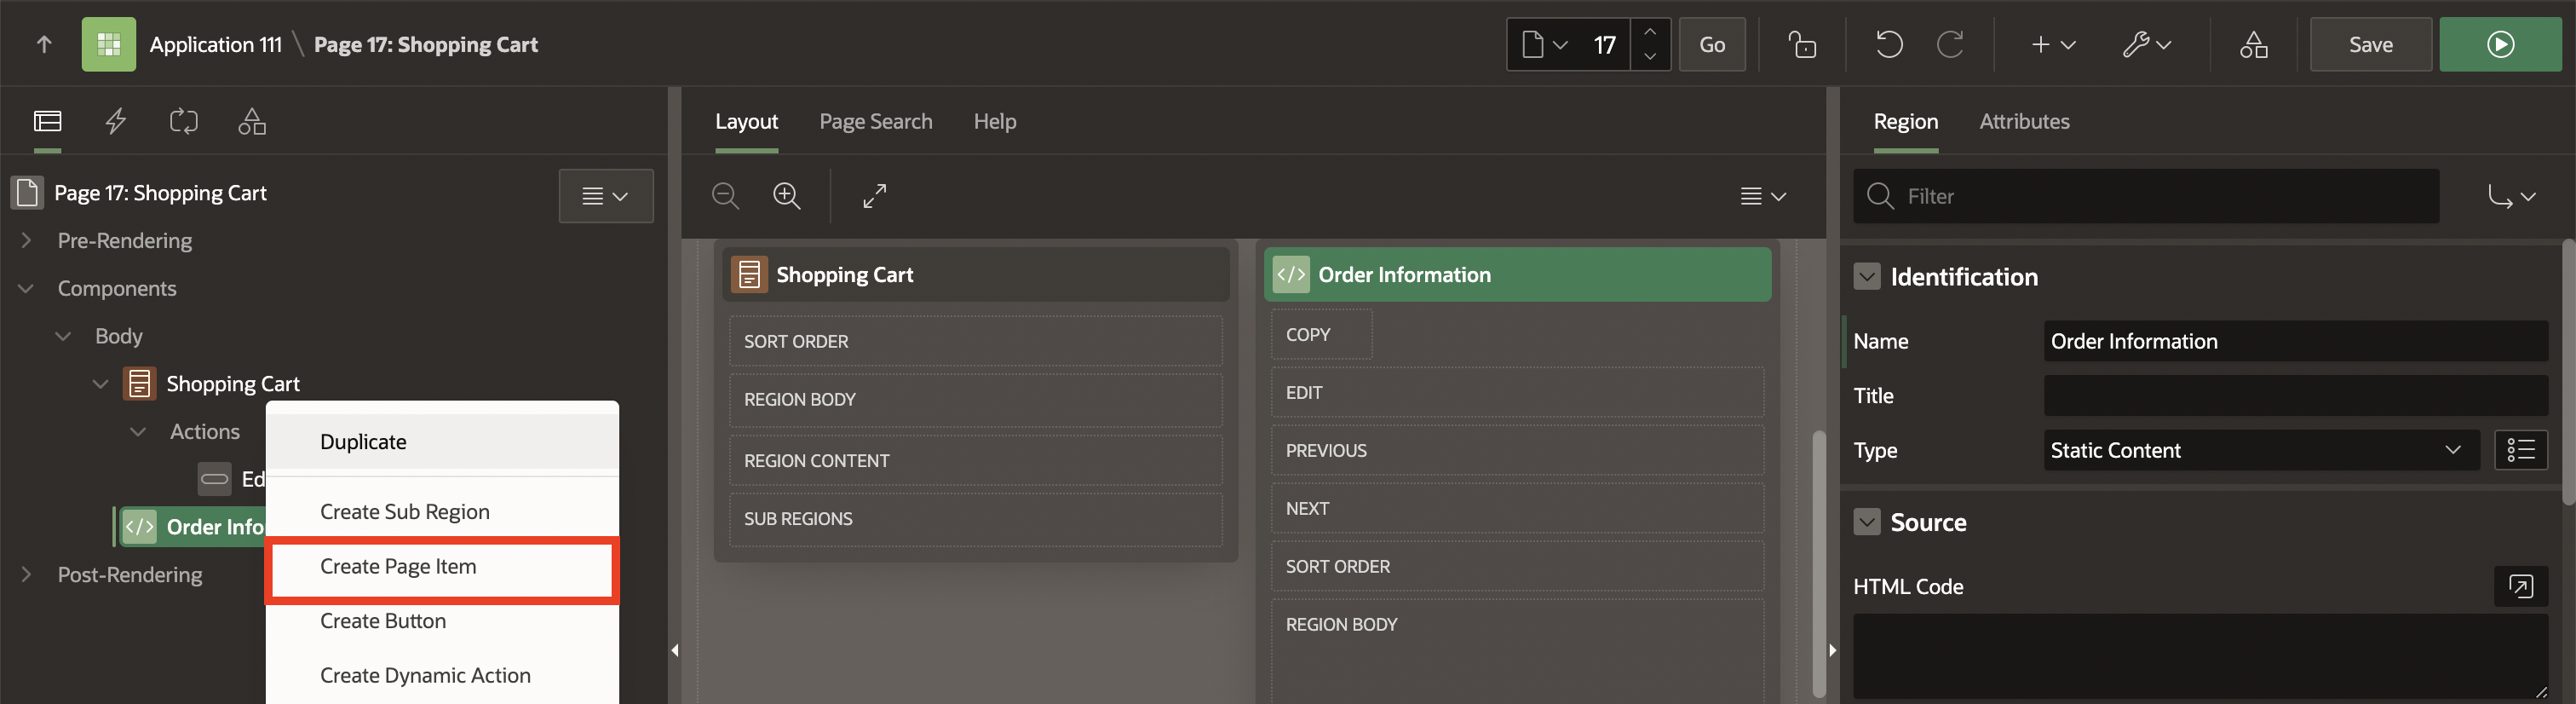 Application 111 \ Page 17: Shopping Cart
17
Go
Save
Layout
Page Search
Help
Region
Attributes
Page 17: Shopping Cart
Filter
Pre-Rendering
Components
Body
Shopping Cart
Actions
Ed
Order Info
Post-Rendering
Duplicate
Create Sub Region
Create Page Item
Create Button
Create Dynamic Action
Shopping Cart
SORT ORDER
REGION BODY
REGION CONTENT
SUB REGIONS
Order Information
COPY
EDIT
PREVIOUS
NEXT
SORT ORDER
REGION BODY
Identification
Name
Order Information
Title
Type
Static Content
Source
HTML Code